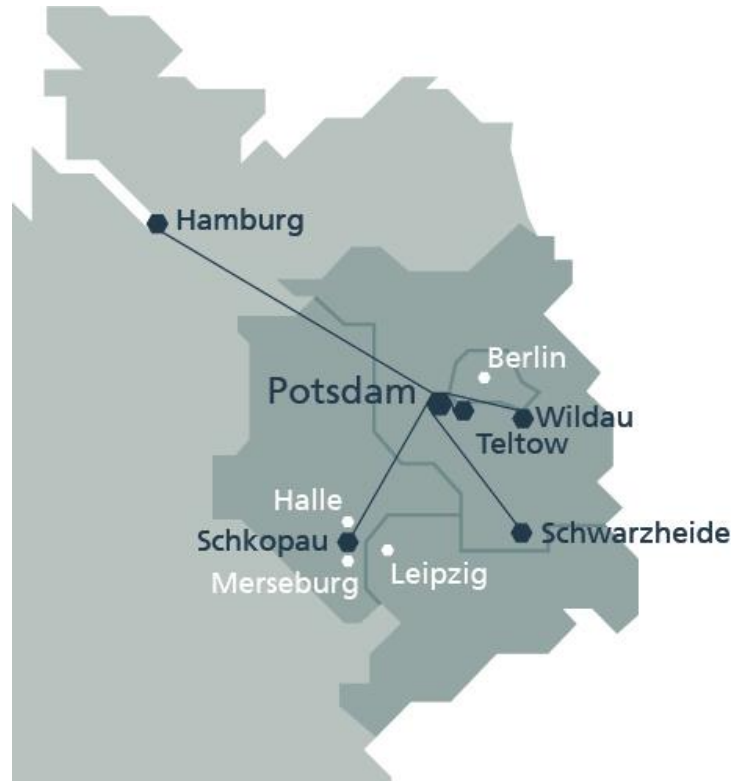 Hamburg
Berlin
Potsdam
Wildau
Teltow
Halle
Schkopau
Schwarzheide
Merseburg
Leipzig